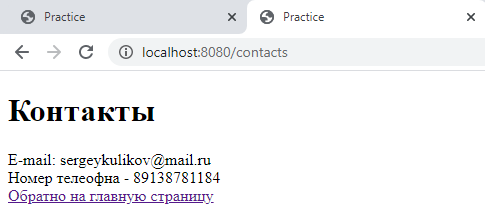 Practice
Practice
localhost:8080/contacts
Контакты
E-mail: sergeykulikov@mail.ru
Номер телеофна - 89138781184
Обратно на главную страницу